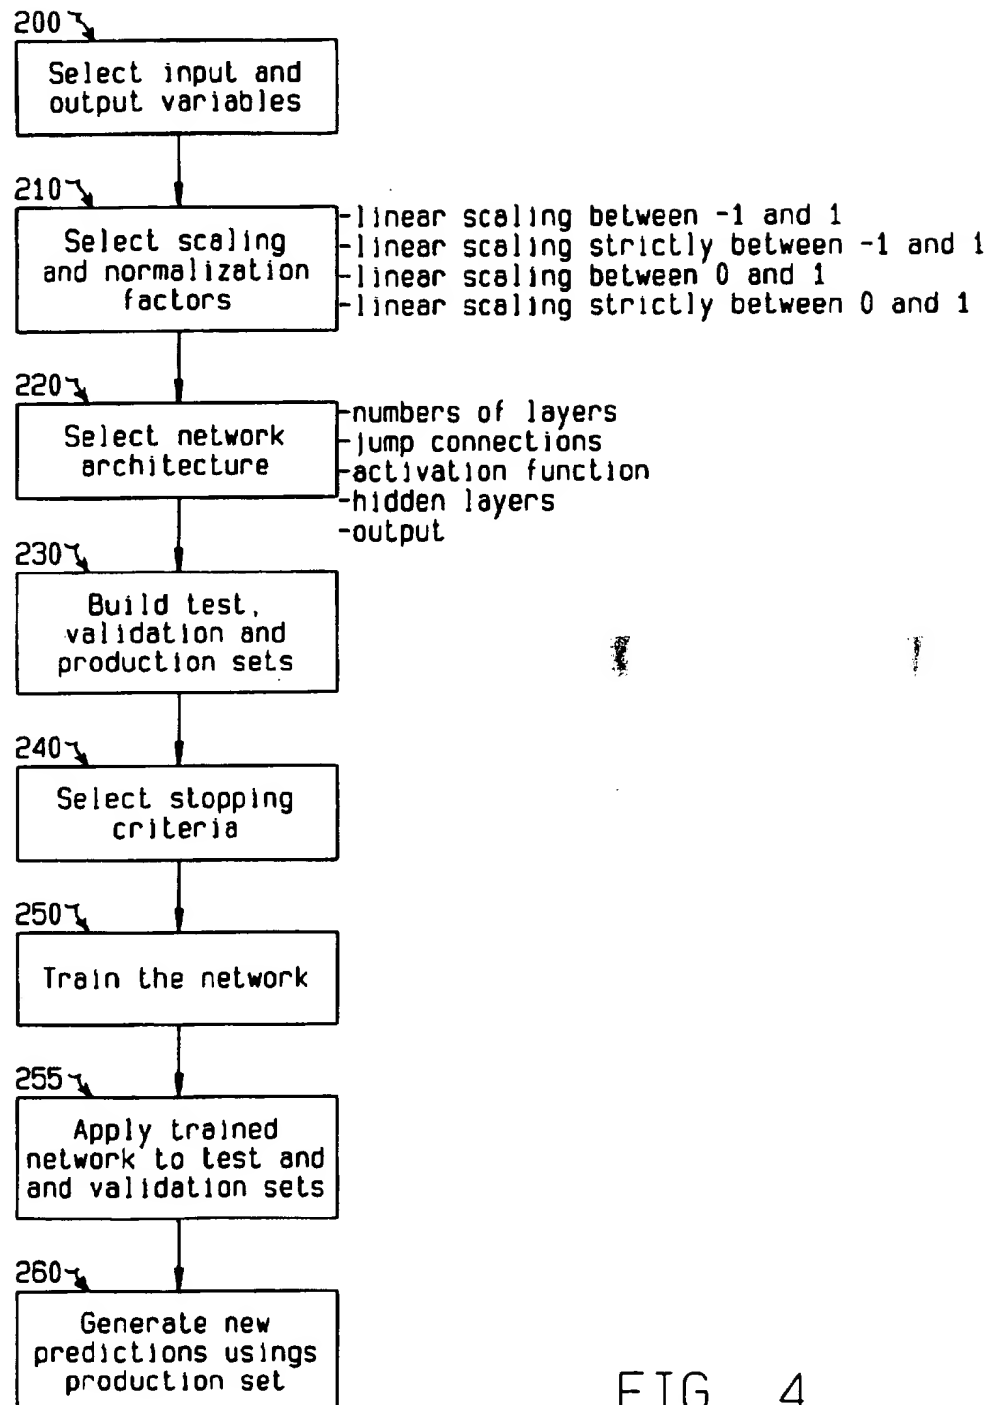 200
Select input and
output variables
210
Select scaling
and normalization
factors
-linear scaling between -1 and 1
-linear scaling strictly between -1 and 1
-linear scaling between 0 and 1
-linear scaling strictly between 0 and 1
220
Select network
architecture
-numbers of layers
-jump connections
-activation function
-hidden layers
-output
230
Build test,
validation and
production sets
240
Select stopping
criteria
250
Train the network
255
Apply trained
network to test and
and validation sets
260
Generate new
predictions usings
production set
FIG. 4